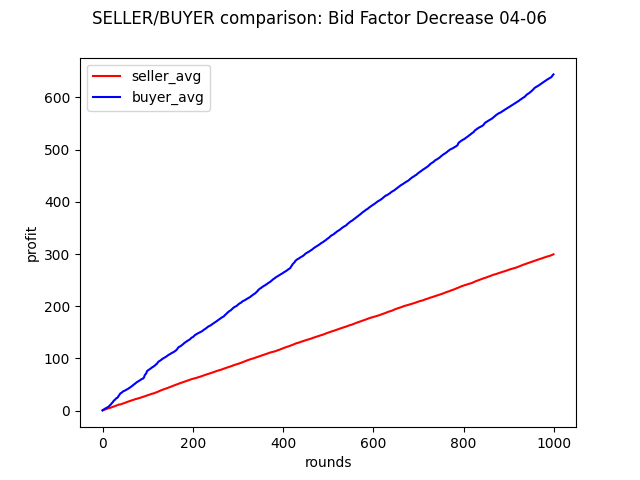 SELLER/BUYER comparison: Bid Factor Decrease 04-06
seller_avg
buyer_avg
600
500
400
300
200
100
0
profit
0 200 400 600 800 1000
rounds